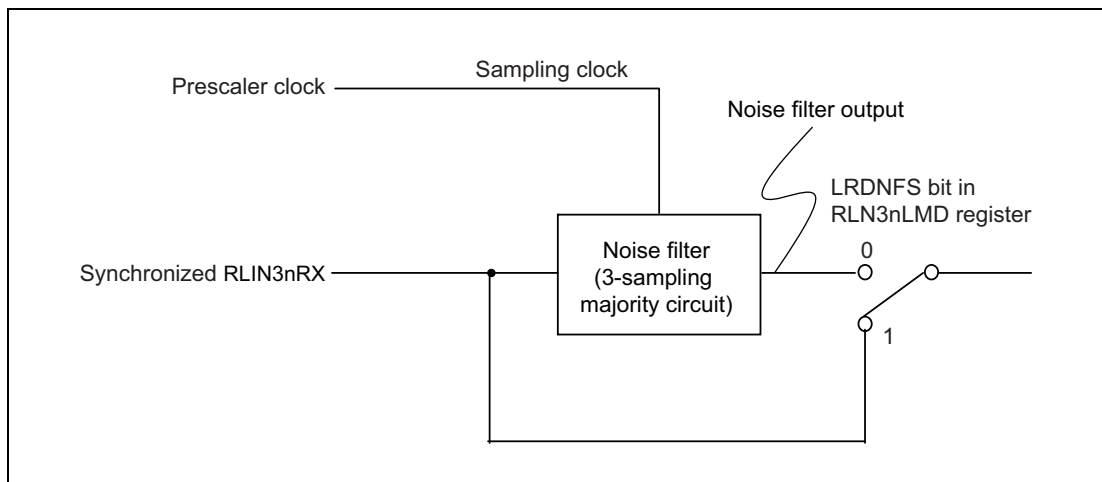 Sampling clock
Prescaler clock
Noise filter output
LRDNFS bit in
RLN3nLMD register
0
Noise filter
(3-sampling
majority circuit)
Synchronized RLIN3nRX
1